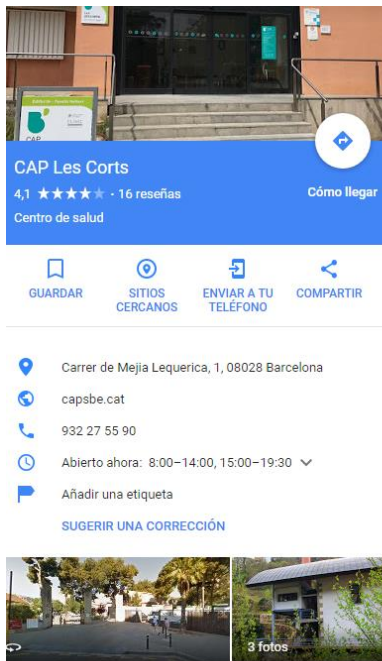 CAP
CAP Les Corts
4,1 ★★★★★ - 16 reseñas
Cómo llegar
Centro de salud
GUARDAR
SITIOS
CERCANOS
ENVIAR A TU
TELÉFONO
COMPARTIR
Carrer de Mejia Lequerica, 1, 08028 Barcelona
capsbe.cat
932 27 55 90
Abierto ahora: 8:00–14:00, 15:00–19:30
Añadir una etiqueta
SUGERIR UNA CORRECCIÓN
3 fotos